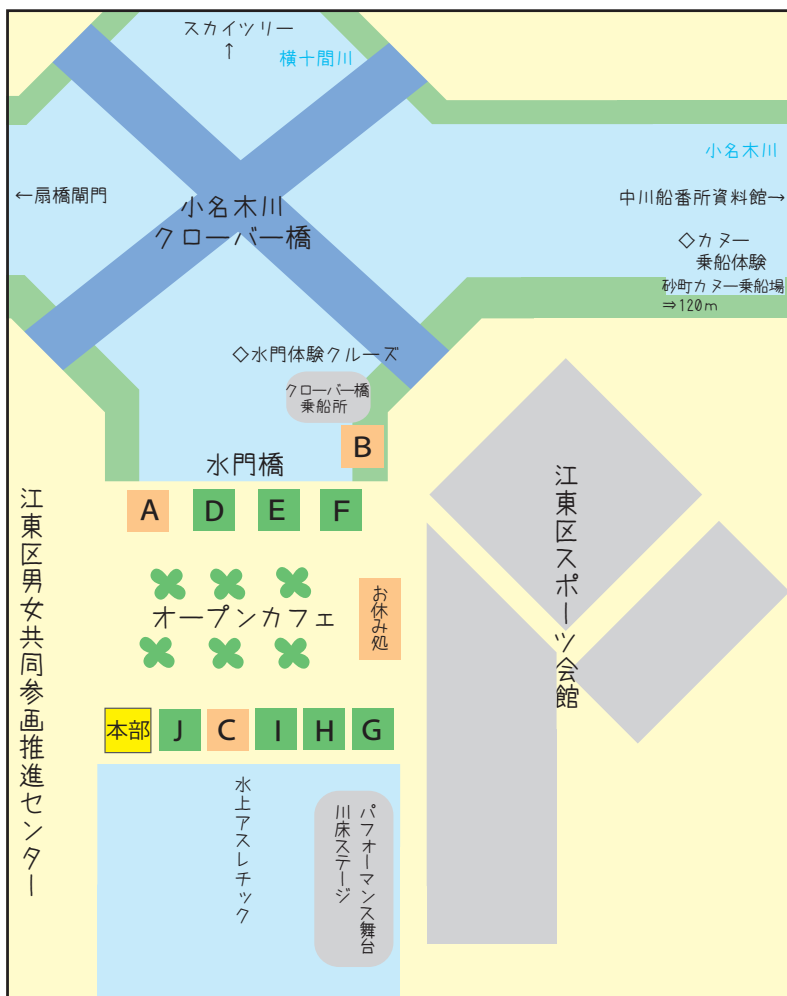 スカイツリー
↑
横十間川
小名木川
←扇橋閘門
中川船番所資料館→
小名木川
クローバー橋
◇カヌー
乗船体験
砂町カヌー乗船場
⇒120m
◇水門体験クルーズ
クローバー橋
乗船所
B
水門橋
A
D
E
F
江東区男女共同参画推進センター
江東区スポーツ会館
オープンカフェ
お休み処
本部
J
C
I
H
G
水上アスレチック
パフォーマンス舞台
川床ステージ